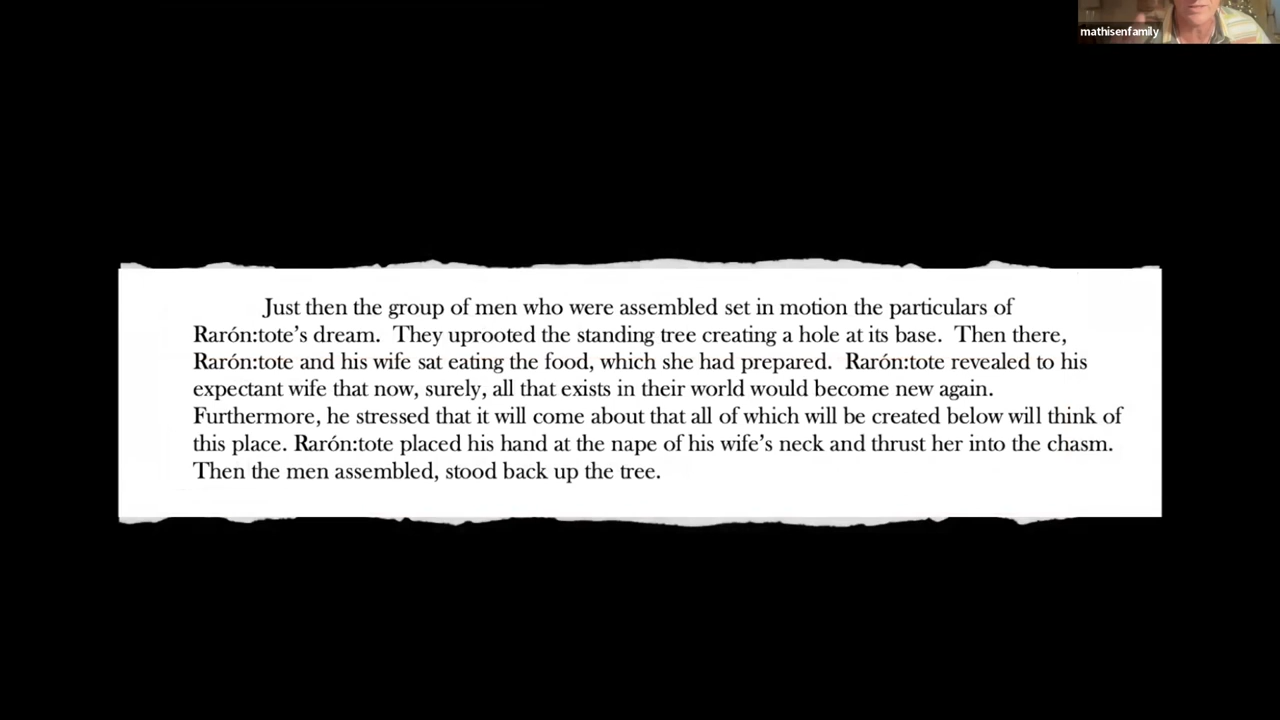 mathisenfamily
Just then the group of men who were assembled set in motion the particulars of
Rarón:tote’s dream.  They uprooted the standing tree creating a hole at its base.  Then there,
Rarón:tote and his wife sat eating the food, which she had prepared.  Rarón:tote revealed to his
expectant wife that now, surely, all that exists in their world would become new again.
Furthermore, he stressed that it will come about that all of which will be created below will think of
this place. Rarón:tote placed his hand at the nape of his wife’s neck and thrust her into the chasm.
Then the men assembled, stood back up the tree.